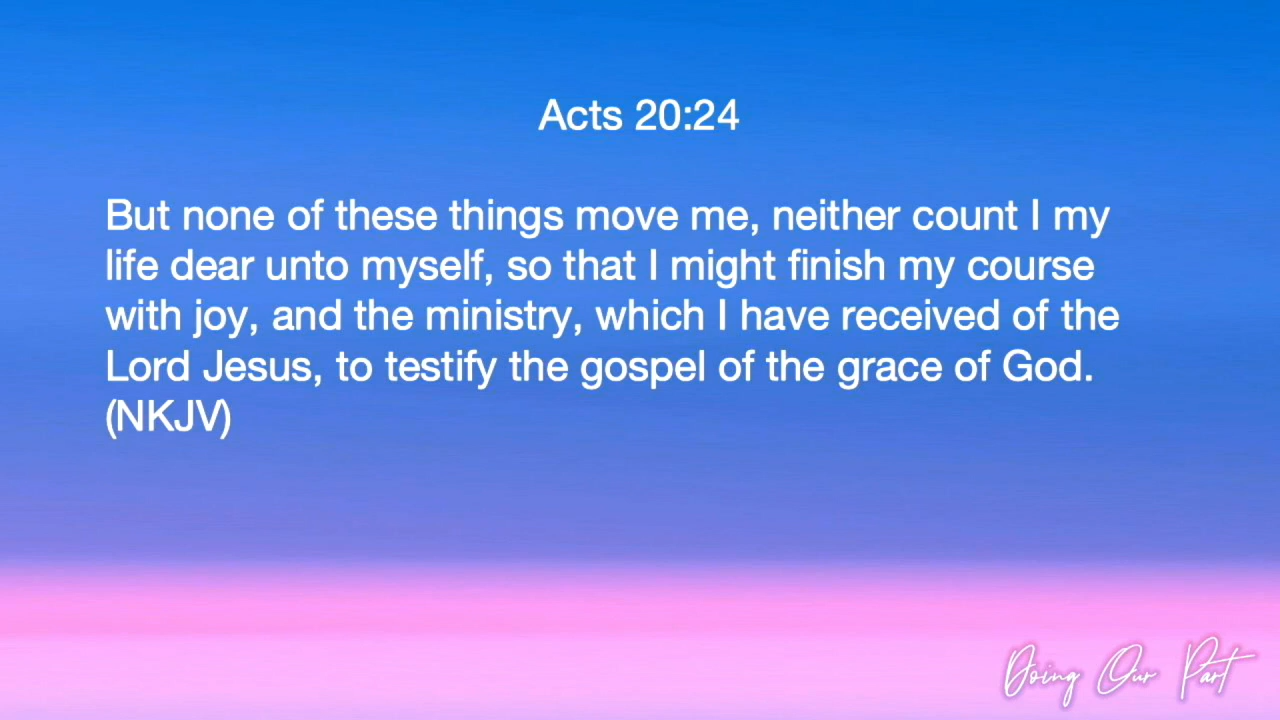 Acts 20:24
But none of these things move me, neither count I my
life dear unto myself, so that I might finish my course
with joy, and the ministry, which I have received of the
Lord Jesus, to testify the gospel of the grace of God.
(NKJV)
Doing Our Part